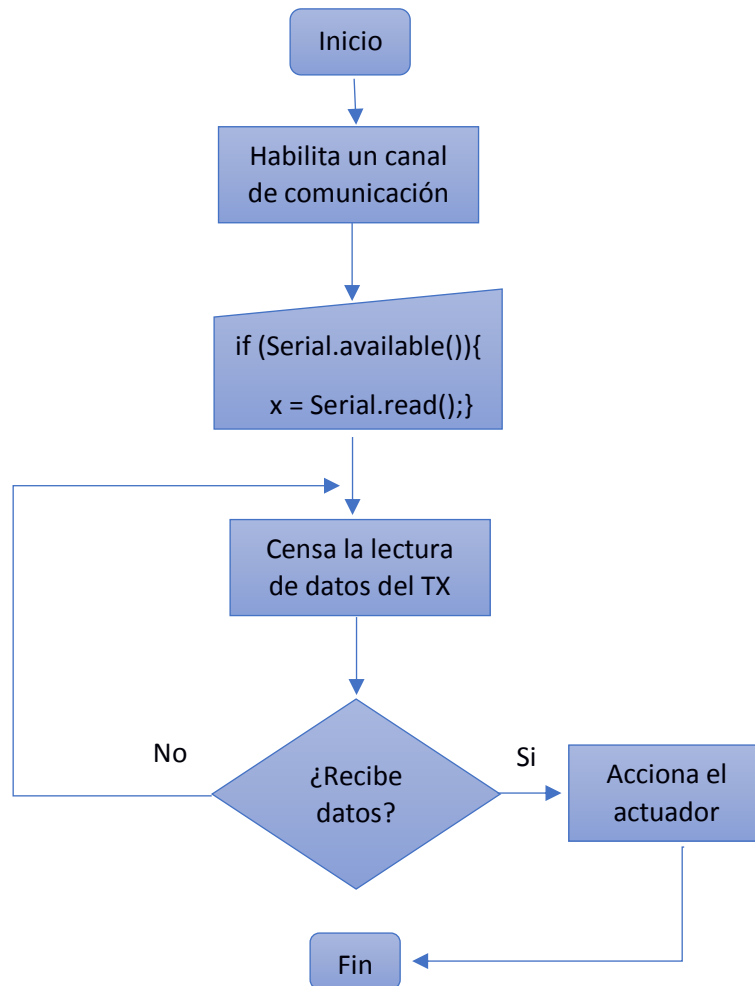 Inicio
Habilita un canal
de comunicación
if (Serial.available()){
x = Serial.read();}
Censa la lectura
de datos del TX
No
¿Recibe
datos?
Si
Acciona el
actuador
Fin